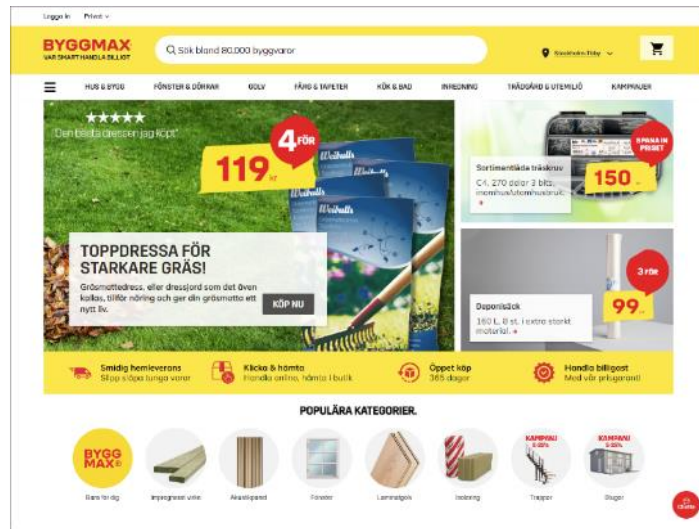 Logga in Privat
BYGGMAX
VAR SMART HANDLA BILLIGT
Sök bland 80.000 byggvaror
Stockholm-Täby
HUS & BYGG FÖNSTER & DÖRRAR GOLV FÄRG & TAPETER KÖK & BAD INREDNING TRÄDGÅRD & UTEMILJÖ KAMPANJER
Den bästa dressen jag köpt"
4 FÖR
119 kr
Weibulls
Weibulls
Weibulls
TOPPDRESSA FÖR
STARKARE GRÄS!
Gräsmattedress, eller dressjord som det även
kallas, tillför näring och ger din gräsmatta ett
nytt liv.
KÖP NU
SPANA IN
PRISET
150
Sortimentlåda träskruv
C4, 270 delar 3 bits,
inomhus/utomhusbruk.
3 FÖR
99
Deponisäck
160 L, 8 st. i extra starkt
material.
Smidig hemleverans
Slipp släpa tunga varor
Klicka & hämta
Handla online, hämta i butik
Öppet köp
365 dagar
Handla billigast
Med vår prisgaranti
POPULÄRA KATEGORIER.
BYGG
MAX®
KAMPANJ
KAMPANJ
Bara för dig
Impregnerat virke
Akustikpanel
Fönster
Laminatgolv
Isolering
Trappor
Stugor